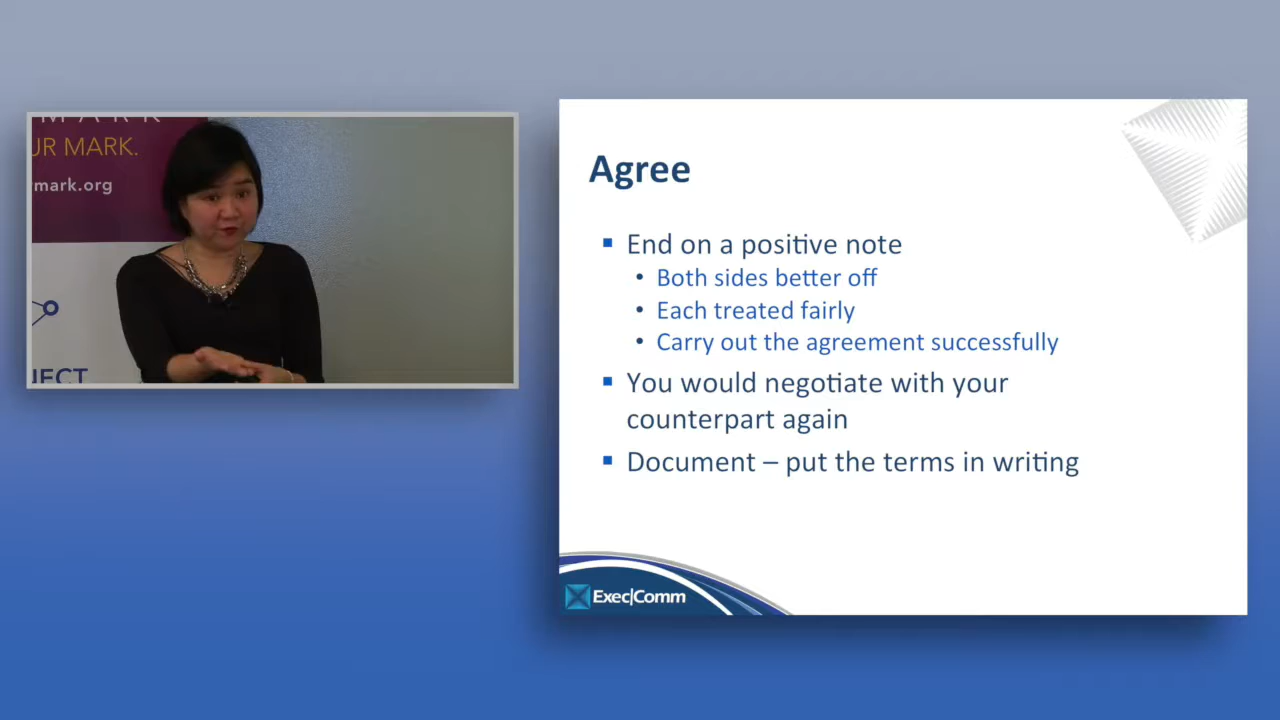 MARK
UR MARK.
mark.org
JECT
Agree
▪ End on a positive note
• Both sides better off
• Each treated fairly
• Carry out the agreement successfully
▪ You would negotiate with your
counterpart again
▪ Document – put the terms in writing
Exec|Comm